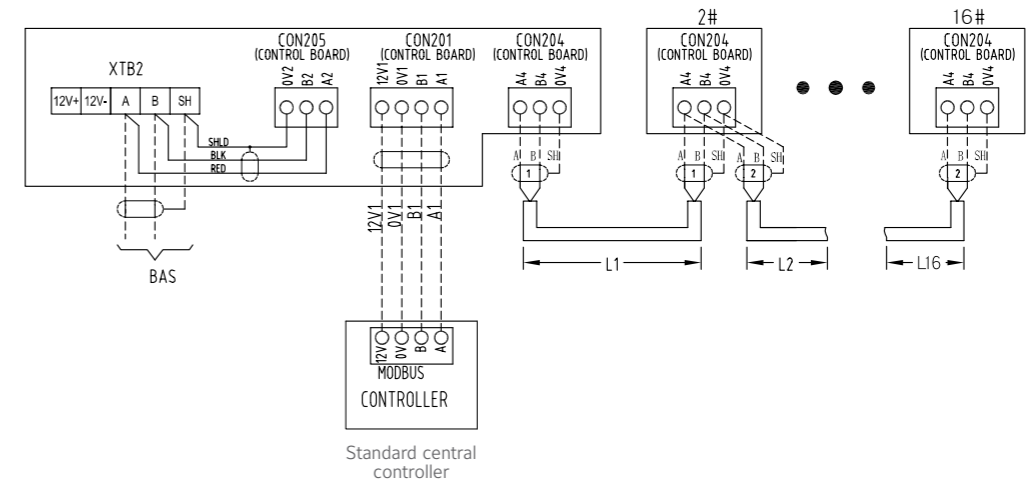 2#
16#
CON205
(CONTROL BOARD)
CON201
(CONTROL BOARD)
CON204
(CONTROL BOARD)
CON204
(CONTROL BOARD)
CON204
(CONTROL BOARD)
XTB2
0V2
B2
A2
12V1
0V1
B1
A1
A4
B4
0V4
A4
B4
0V4
A4
B4
0V4
12V+
12V-
A
B
SH
SHLD
BLK
RED
A
B
SH
A
B
SH
A
B
SH
A
B
SH
1
1
2
2
12V1
0V1
B1
A1
BAS
L1
L2
L16
12V
0V
B
A
MODBUS
CONTROLLER
Standard central
controller